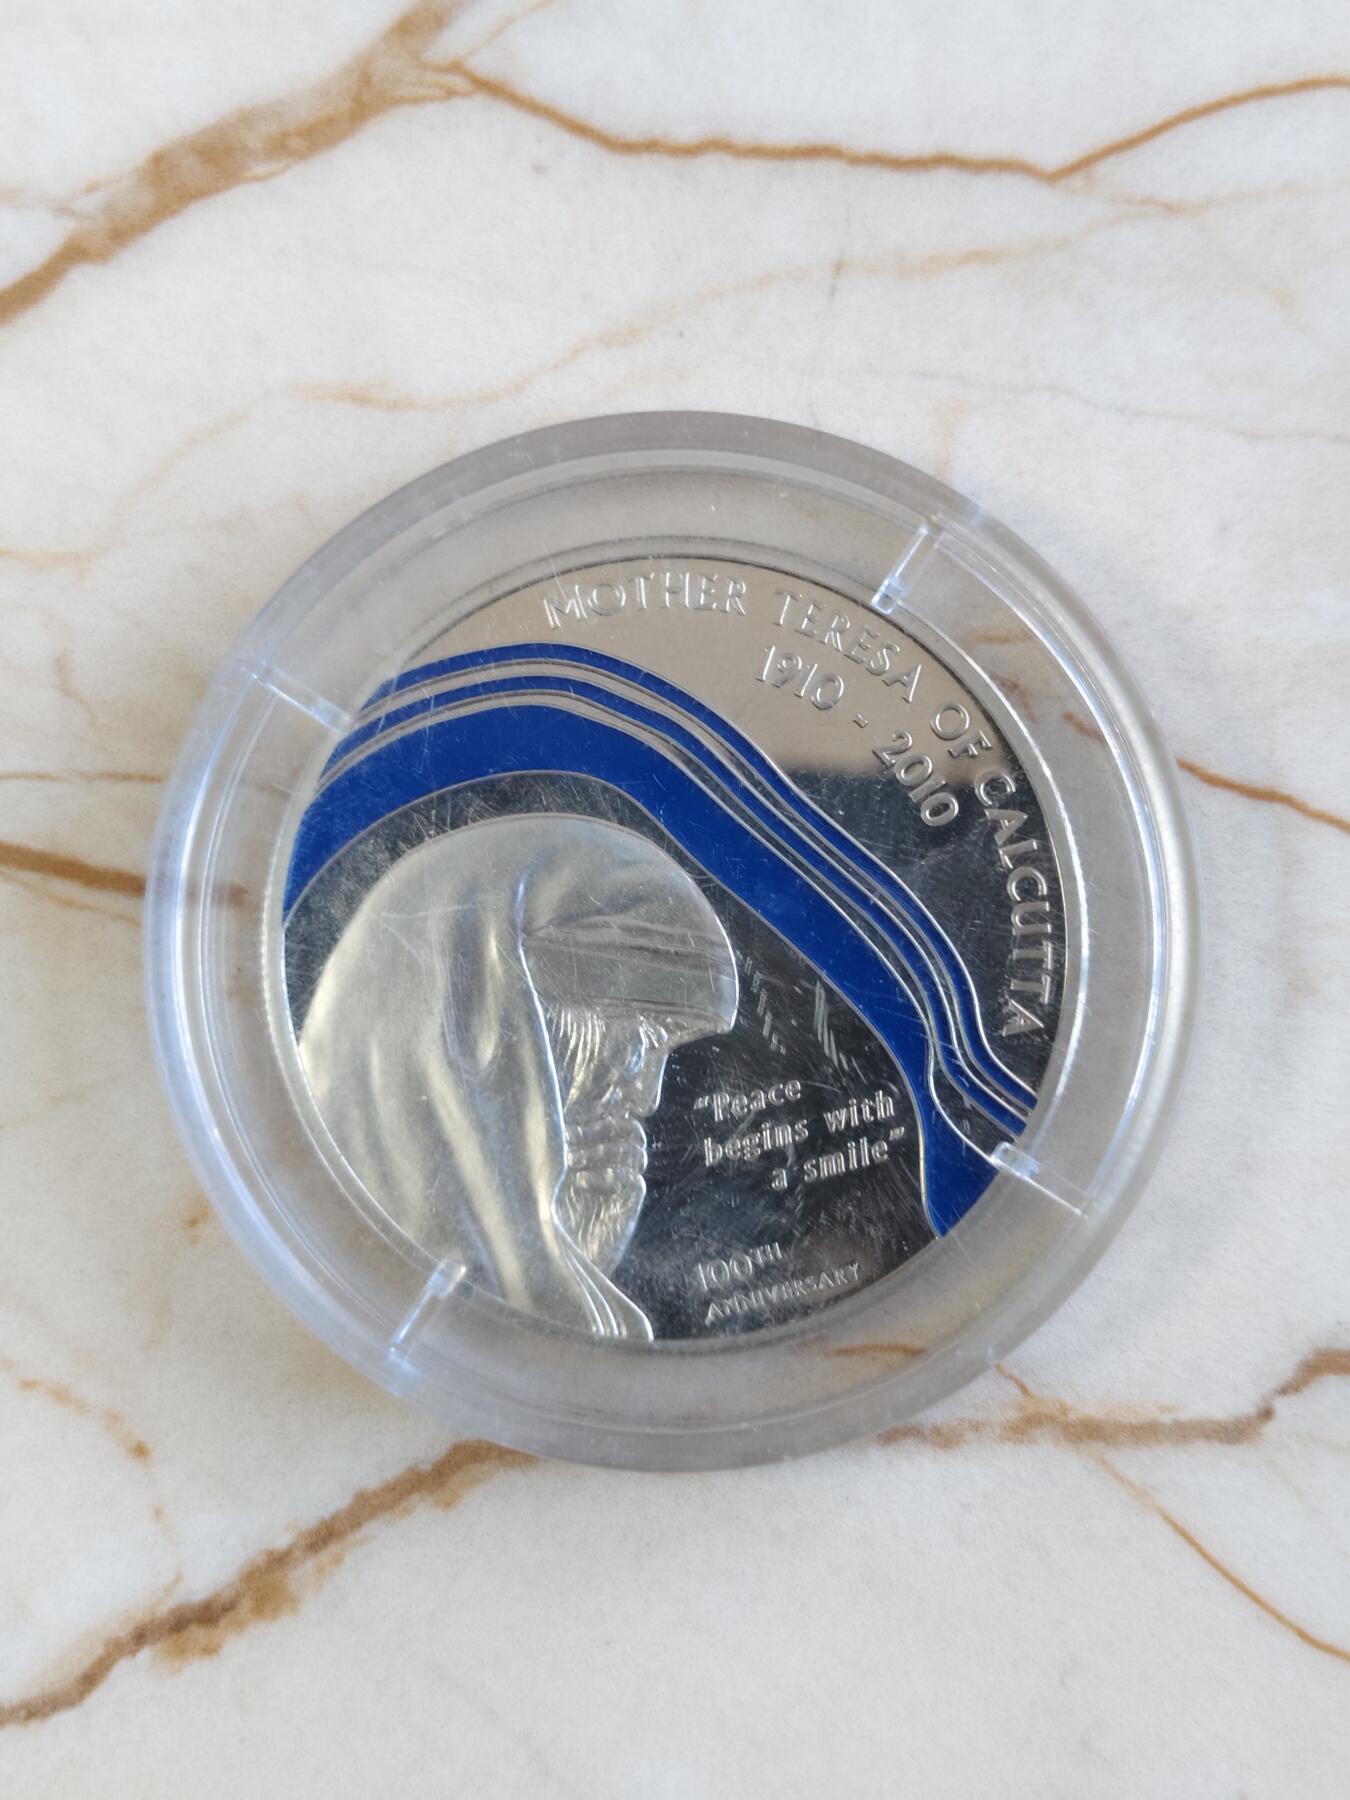 MOTHER TERESA OF CALCUTTA
1910 - 2010
“Peace
begins with
a smile”
100TH
ANNIVERSARY